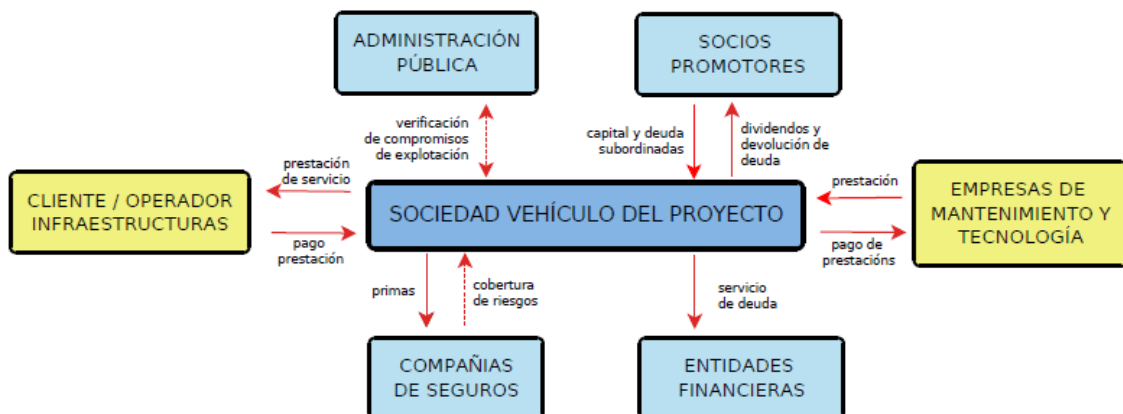 ADMINISTRACIÓN
PÚBLICA
SOCIOS
PROMOTORES
verificación
de compromisos
de explotación
capital y deuda
subordinadas
dividendos y
devolución de
deuda
prestación
de servicio
prestación
CLIENTE / OPERADOR
INFRAESTRUCTURAS
SOCIEDAD VEHÍCULO DEL PROYECTO
EMPRESAS DE
MANTENIMIENTO Y
TECNOLOGÍA
pago
prestación
pago de
prestacións
primas
cobertura
de riesgos
servicio
de deuda
COMPAÑIAS
DE SEGUROS
ENTIDADES
FINANCIERAS